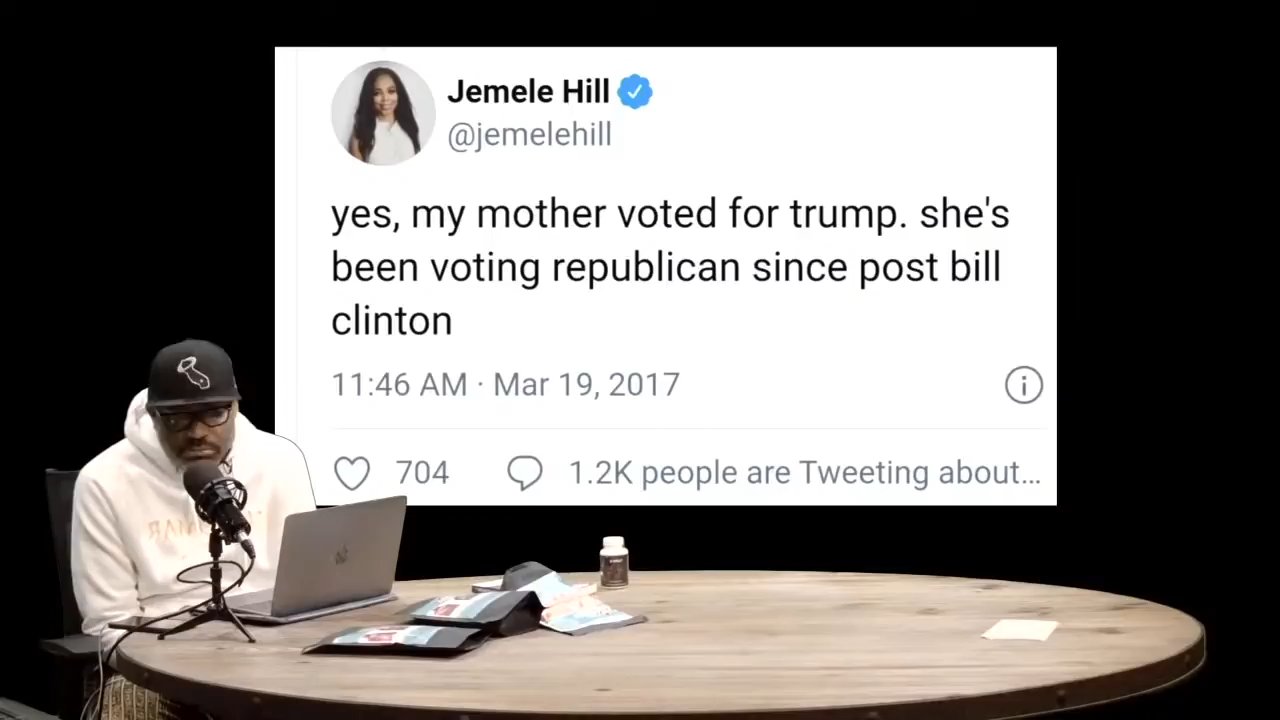 Jemele Hill
@jemelehill
yes, my mother voted for trump. she's
been voting republican since post bill
clinton
11:46 AM · Mar 19, 2017
704
1.2K people are Tweeting about...